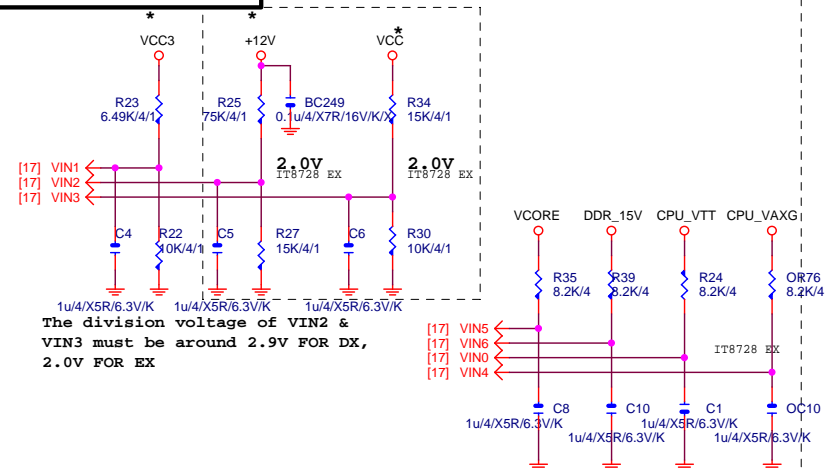 * * *
VCC3 +12V VCC
R23 R25 BC249 R34
6.49K/4/1 75K/4/1 0.1u/4/X7R/16V/K/X 15K/4/1
2.0V 2.0V
[17] VIN1 IT8728 EX IT8728 EX
[17] VIN2
[17] VIN3
C4 R22 C5 R27 C6 R30
10K/4/1 15K/4/1 10K/4/1
1u/4/X5R/6.3V/K 1u/4/X5R/6.3V/K 1u/4/X5R/6.3V/K
The division voltage of VIN2 &
VIN3 must be around 2.9V FOR DX,
2.0V FOR EX
VCORE DDR_15V CPU_VTT CPU_VAXG
R35 R39 R24 OR76
8.2K/4 8.2K/4 8.2K/4 8.2K/4
[17] VIN5
[17] VIN6
[17] VIN0 IT8728 EX
[17] VIN4
C8 C10 C1 OC10
1u/4/X5R/6.3V/K 1u/4/X5R/6.3V/K
1u/4/X5R/6.3V/K 1u/4/X5R/6.3V/K